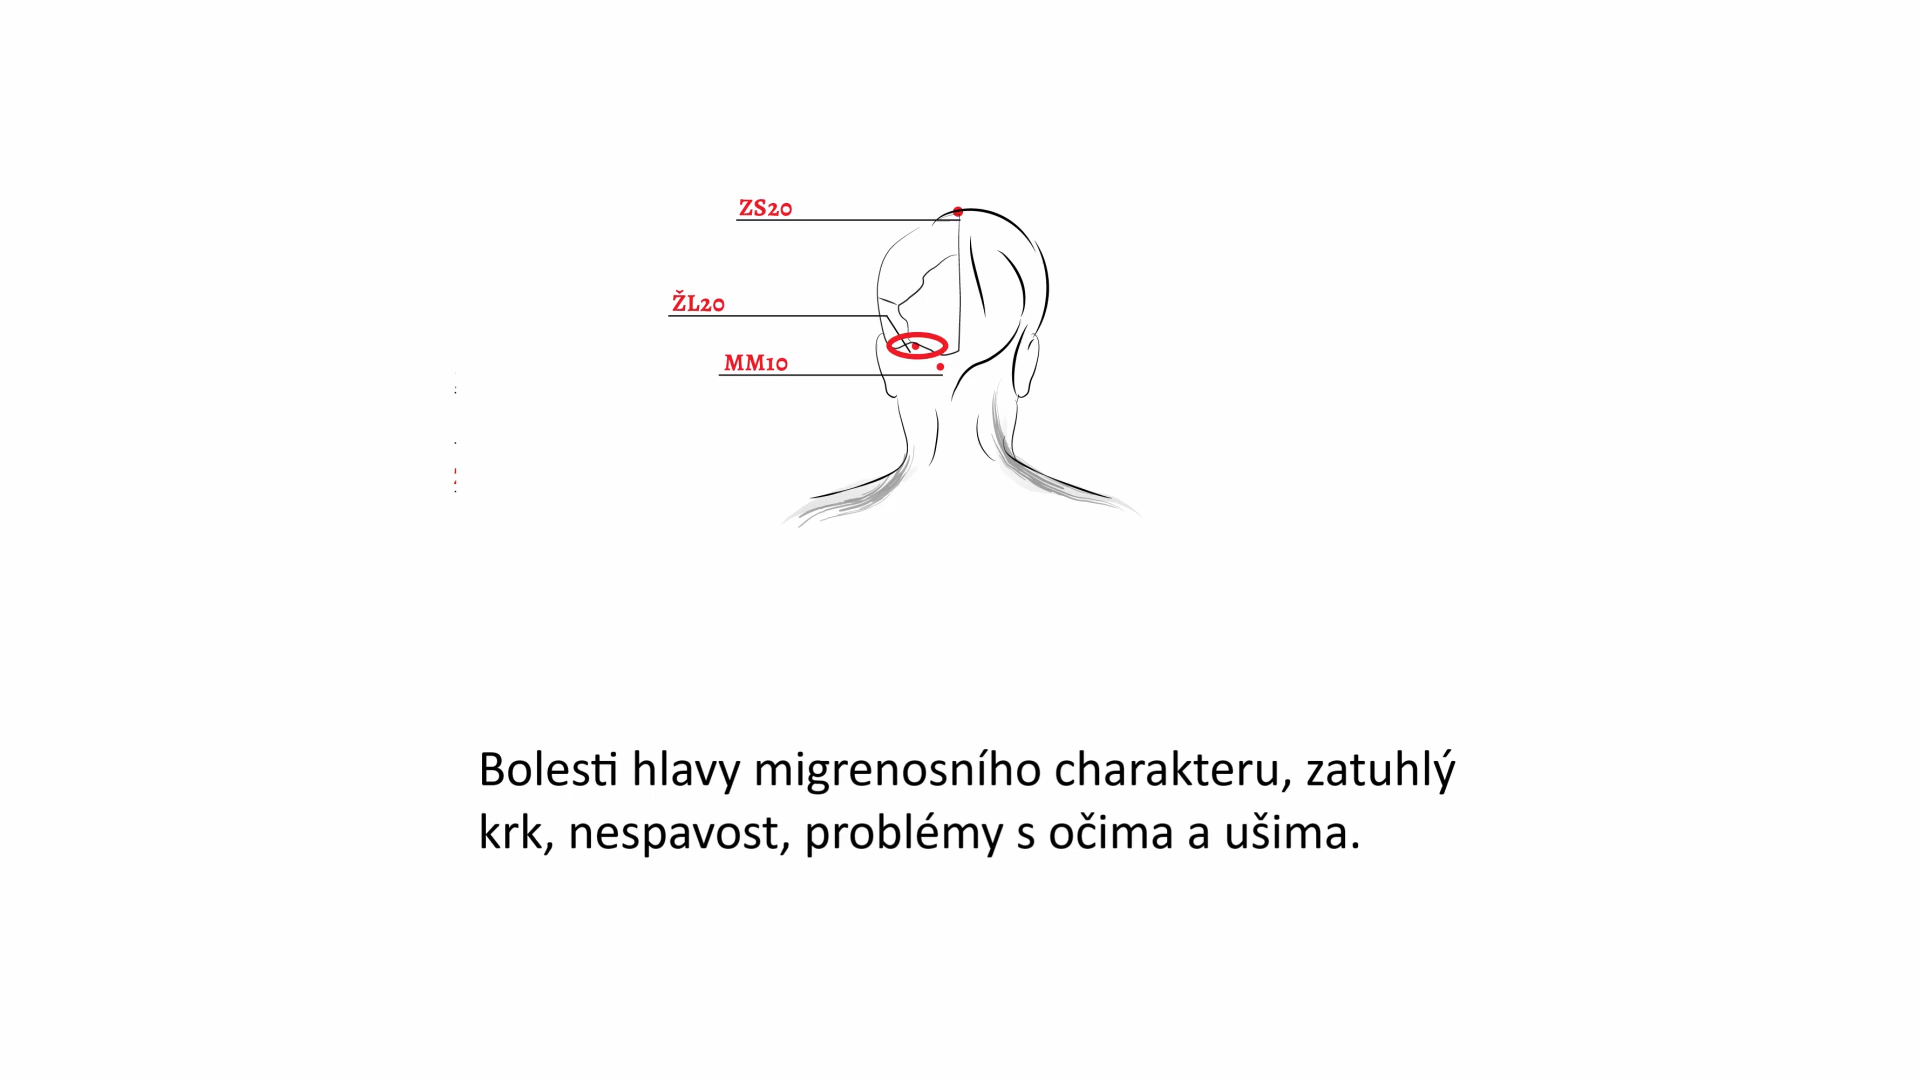 ZS20
ŽL20
MM10
Bolesti hlavy migrenosního charakteru, zatuhlý
krk, nespavost, problémy s očima a ušima.